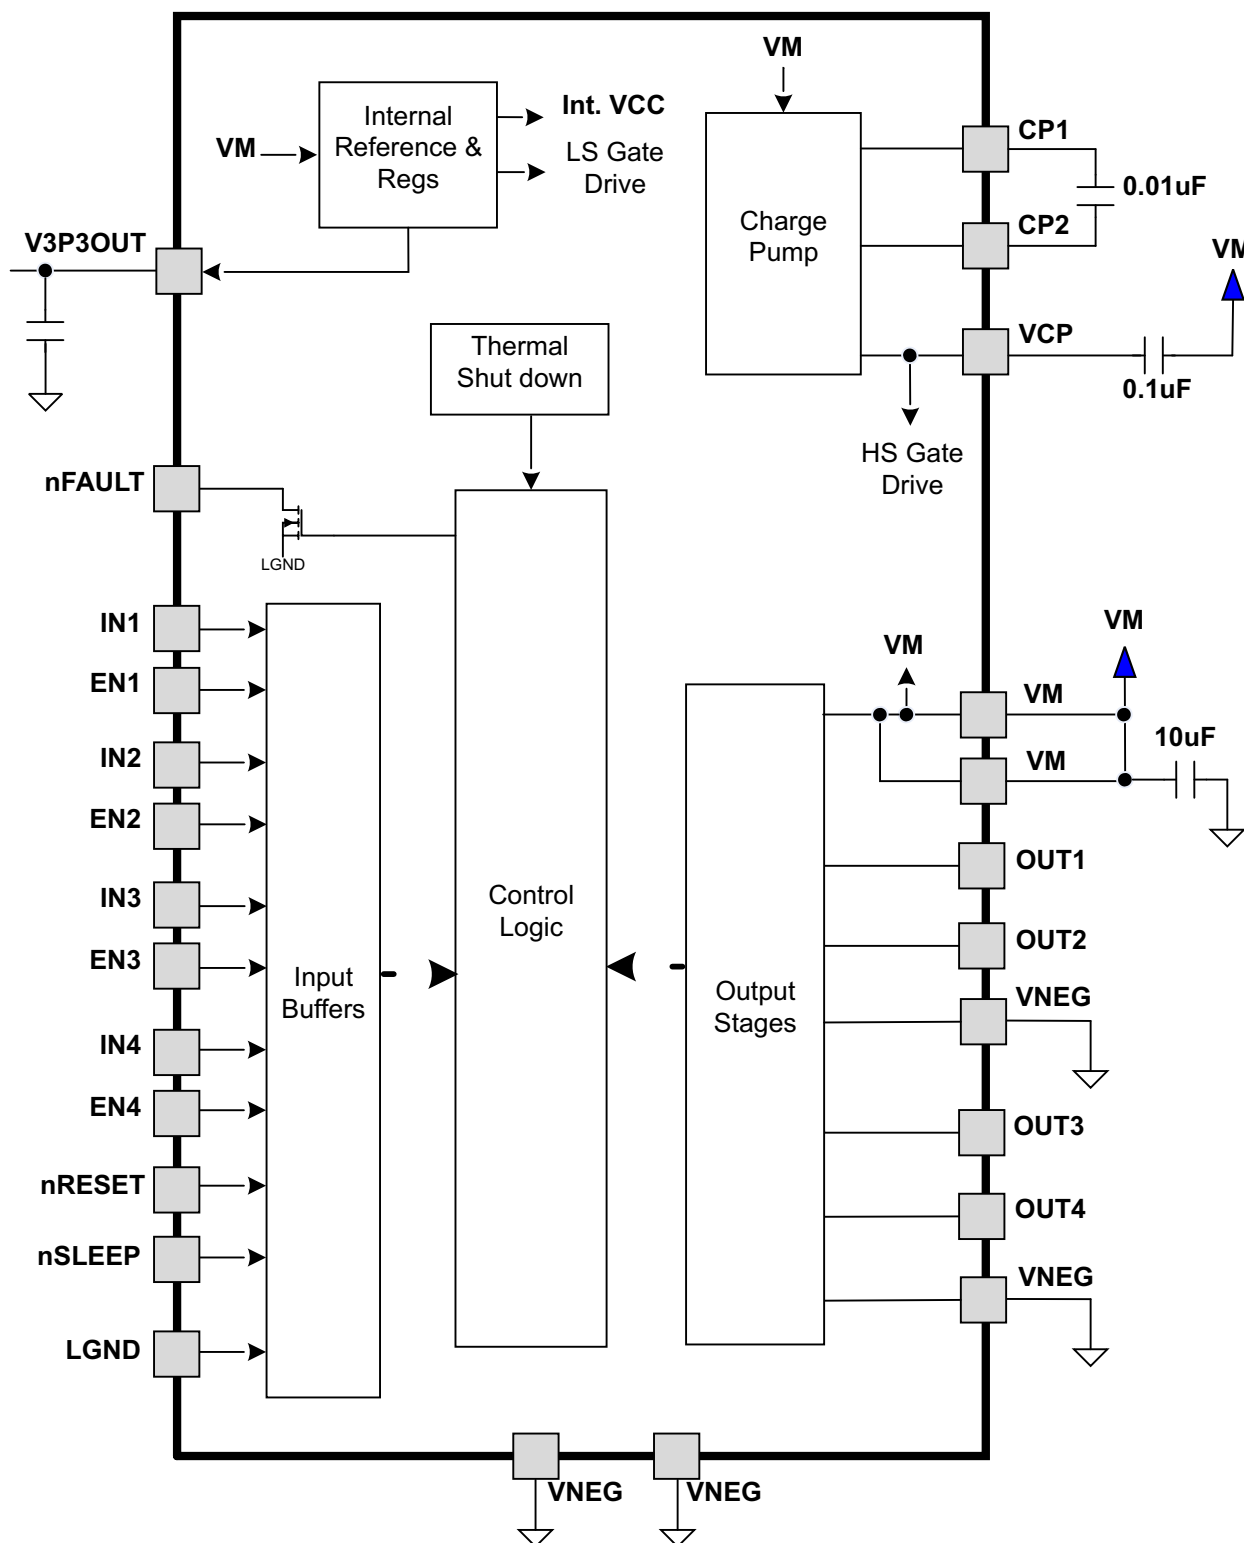 VM
Internal
Reference &
Regs
VM
Int. VCC
LS Gate
Drive
V3P3OUT
Charge
Pump
CP1
0.01uF
CP2
VM
VCP
0.1uF
HS Gate
Drive
Thermal
Shut down
nFAULT
LGND
IN1
EN1
IN2
EN2
IN3
EN3
IN4
EN4
nRESET
nSLEEP
LGND
Input
Buffers
Control
Logic
Output
Stages
VM
VM
VM
VM
10uF
OUT1
OUT2
VNEG
OUT3
OUT4
VNEG
VNEG
VNEG